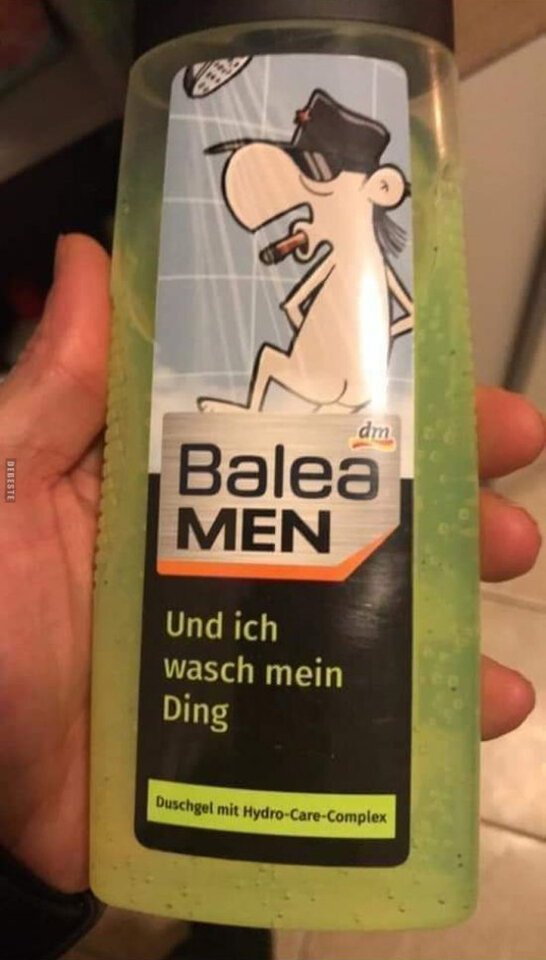 dm
Balea
MEN
Und ich
wasch mein
Ding
Duschgel mit Hydro-Care-Complex
DEBESTE